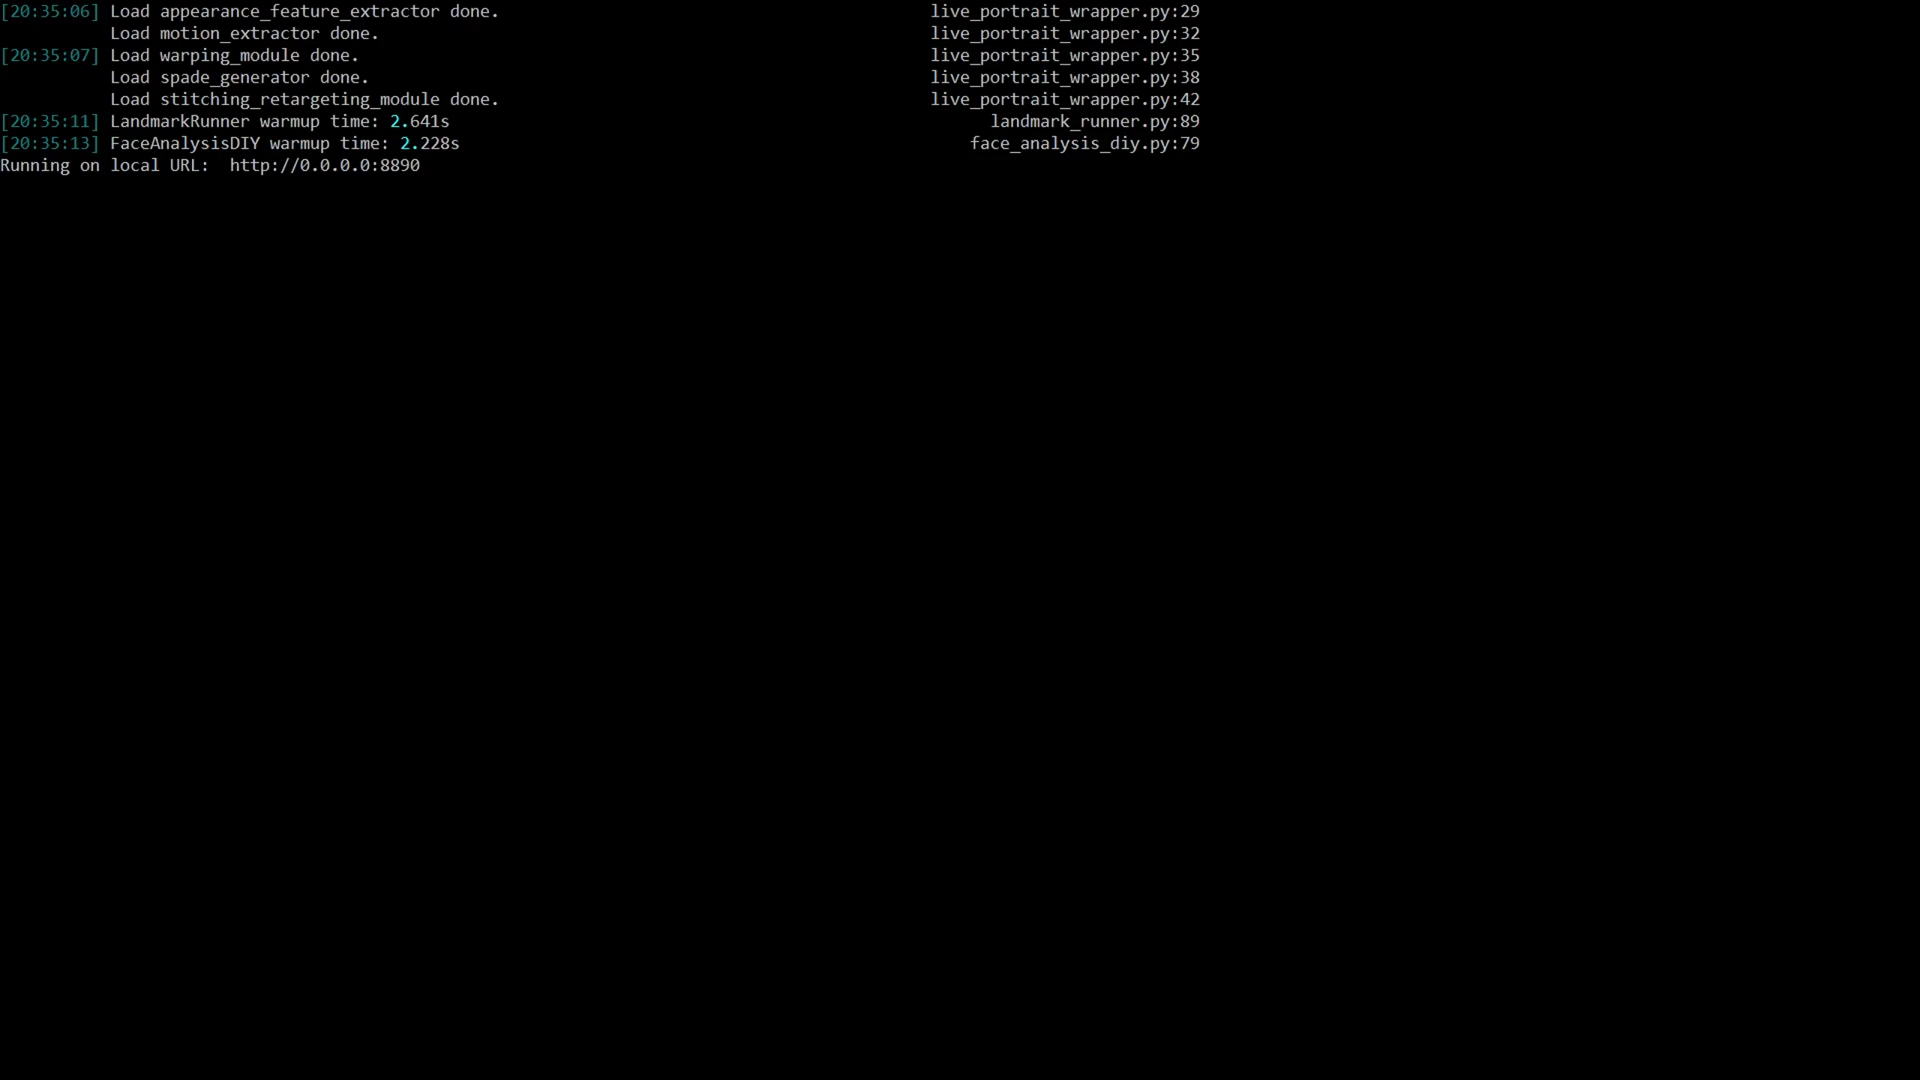 [20:35:06] Load appearance_feature_extractor done. live_portrait_wrapper.py:29
Load motion_extractor done. live_portrait_wrapper.py:32
[20:35:07] Load warping_module done. live_portrait_wrapper.py:35
Load spade_generator done. live_portrait_wrapper.py:38
Load stitching_retargeting_module done. live_portrait_wrapper.py:42
[20:35:11] LandmarkRunner warmup time: 2.641s landmark_runner.py:89
[20:35:13] FaceAnalysisDIY warmup time: 2.228s face_analysis_diy.py:79
Running on local URL:  http://0.0.0.0:8890